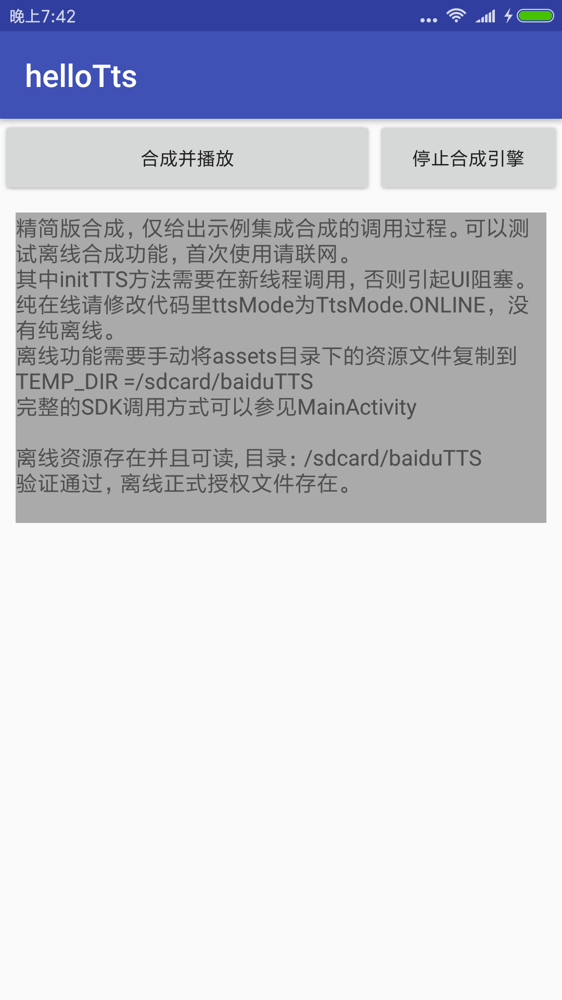 晚上7:42
helloTts
合成并播放
停止合成引擎
精简版合成，仅给出示例集成合成的调用过程。可以测
试离线合成功能，首次使用请联网。
其中initTTS方法需要在新线程调用，否则引起UI阻塞。
纯在线请修改代码里ttsMode为TtsMode.ONLINE，没
有纯离线。
离线功能需要手动将assets目录下的资源文件复制到
TEMP_DIR =/sdcard/baiduTTS
完整的SDK调用方式可以参见MainActivity
离线资源存在并且可读, 目录：/sdcard/baiduTTS
验证通过，离线正式授权文件存在。